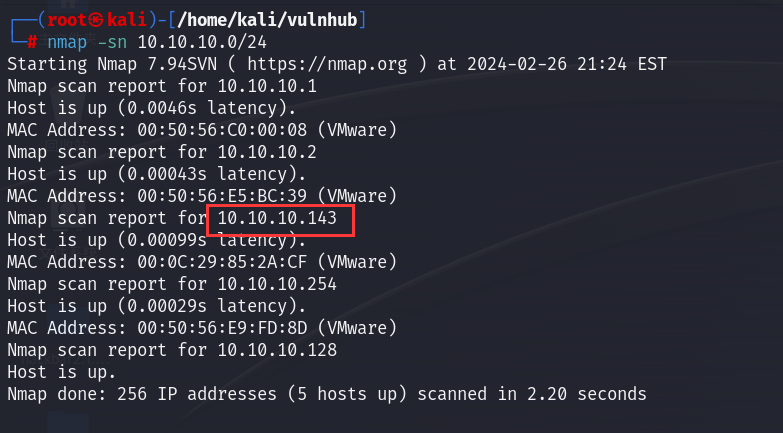 ┌──(root㉿kali)-[/home/kali/vulnhub]
└─# nmap -sn 10.10.10.0/24
Starting Nmap 7.94SVN ( https://nmap.org ) at 2024-02-26 21:24 EST
Nmap scan report for 10.10.10.1
Host is up (0.0046s latency).
MAC Address: 00:50:56:C0:00:08 (VMware)
Nmap scan report for 10.10.10.2
Host is up (0.00043s latency).
MAC Address: 00:50:56:E5:BC:39 (VMware)
Nmap scan report for 10.10.10.143
Host is up (0.00099s latency).
MAC Address: 00:0C:29:85:2A:CF (VMware)
Nmap scan report for 10.10.10.254
Host is up (0.00029s latency).
MAC Address: 00:50:56:E9:FD:8D (VMware)
Nmap scan report for 10.10.10.128
Host is up.
Nmap done: 256 IP addresses (5 hosts up) scanned in 2.20 seconds